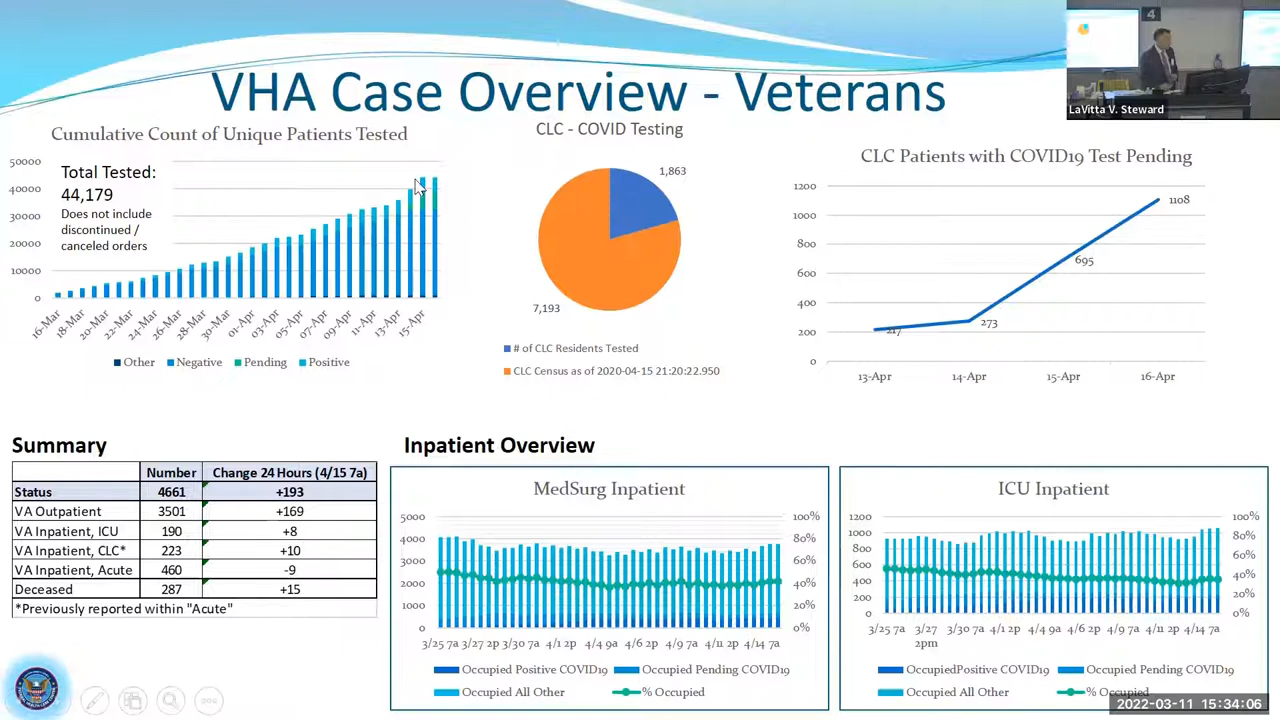 VHA Case Overview - Veterans
4
LaVitta V. Steward
Cumulative Count of Unique Patients Tested
50000
40000
30000
20000
10000
0
Total Tested:
44,179
Does not include
discontinued /
canceled orders
16-Mar
18-Mar
20-Mar
22-Mar
24-Mar
26-Mar
28-Mar
30-Mar
01-Apr
03-Apr
05-Apr
07-Apr
09-Apr
11-Apr
13-Apr
15-Apr
Other Negative Pending Positive
CLC - COVID Testing
1,863
7,193
# of CLC Residents Tested
CLC Census as of 2020-04-15 21:20:22.950
CLC Patients with COVID19 Test Pending
1200
1000
800
600
400
200
0
217
273
695
1108
13-Apr 14-Apr 15-Apr 16-Apr
Summary
Number Change 24 Hours (4/15 7a)
Status 4661 +193
VA Outpatient 3501 +169
VA Inpatient, ICU 190 +8
VA Inpatient, CLC* 223 +10
VA Inpatient, Acute 460 -9
Deceased 287 +15
*Previously reported within "Acute"
Inpatient Overview
MedSurg Inpatient
5000
4000
3000
2000
1000
0
100%
80%
60%
40%
20%
0%
3/25 7a 3/27 2p 3/30 7a 4/1 2p 4/4 9a 4/6 2p 4/9 7a 4/11 2p 4/14 7a
Occupied Positive COVID19 Occupied Pending COVID19
Occupied All Other % Occupied
ICU Inpatient
1200
1000
800
600
400
200
0
100%
80%
60%
40%
20%
0%
3/25 7a 3/27 2pm 3/30 7a 4/1 2p 4/4 9a 4/6 2p 4/9 7a 4/11 2p 4/14 7a
OccupiedPositive COVID19 Occupied Pending COVID19
Occupied All Other % Occupied
2022-03-11 15:34:06